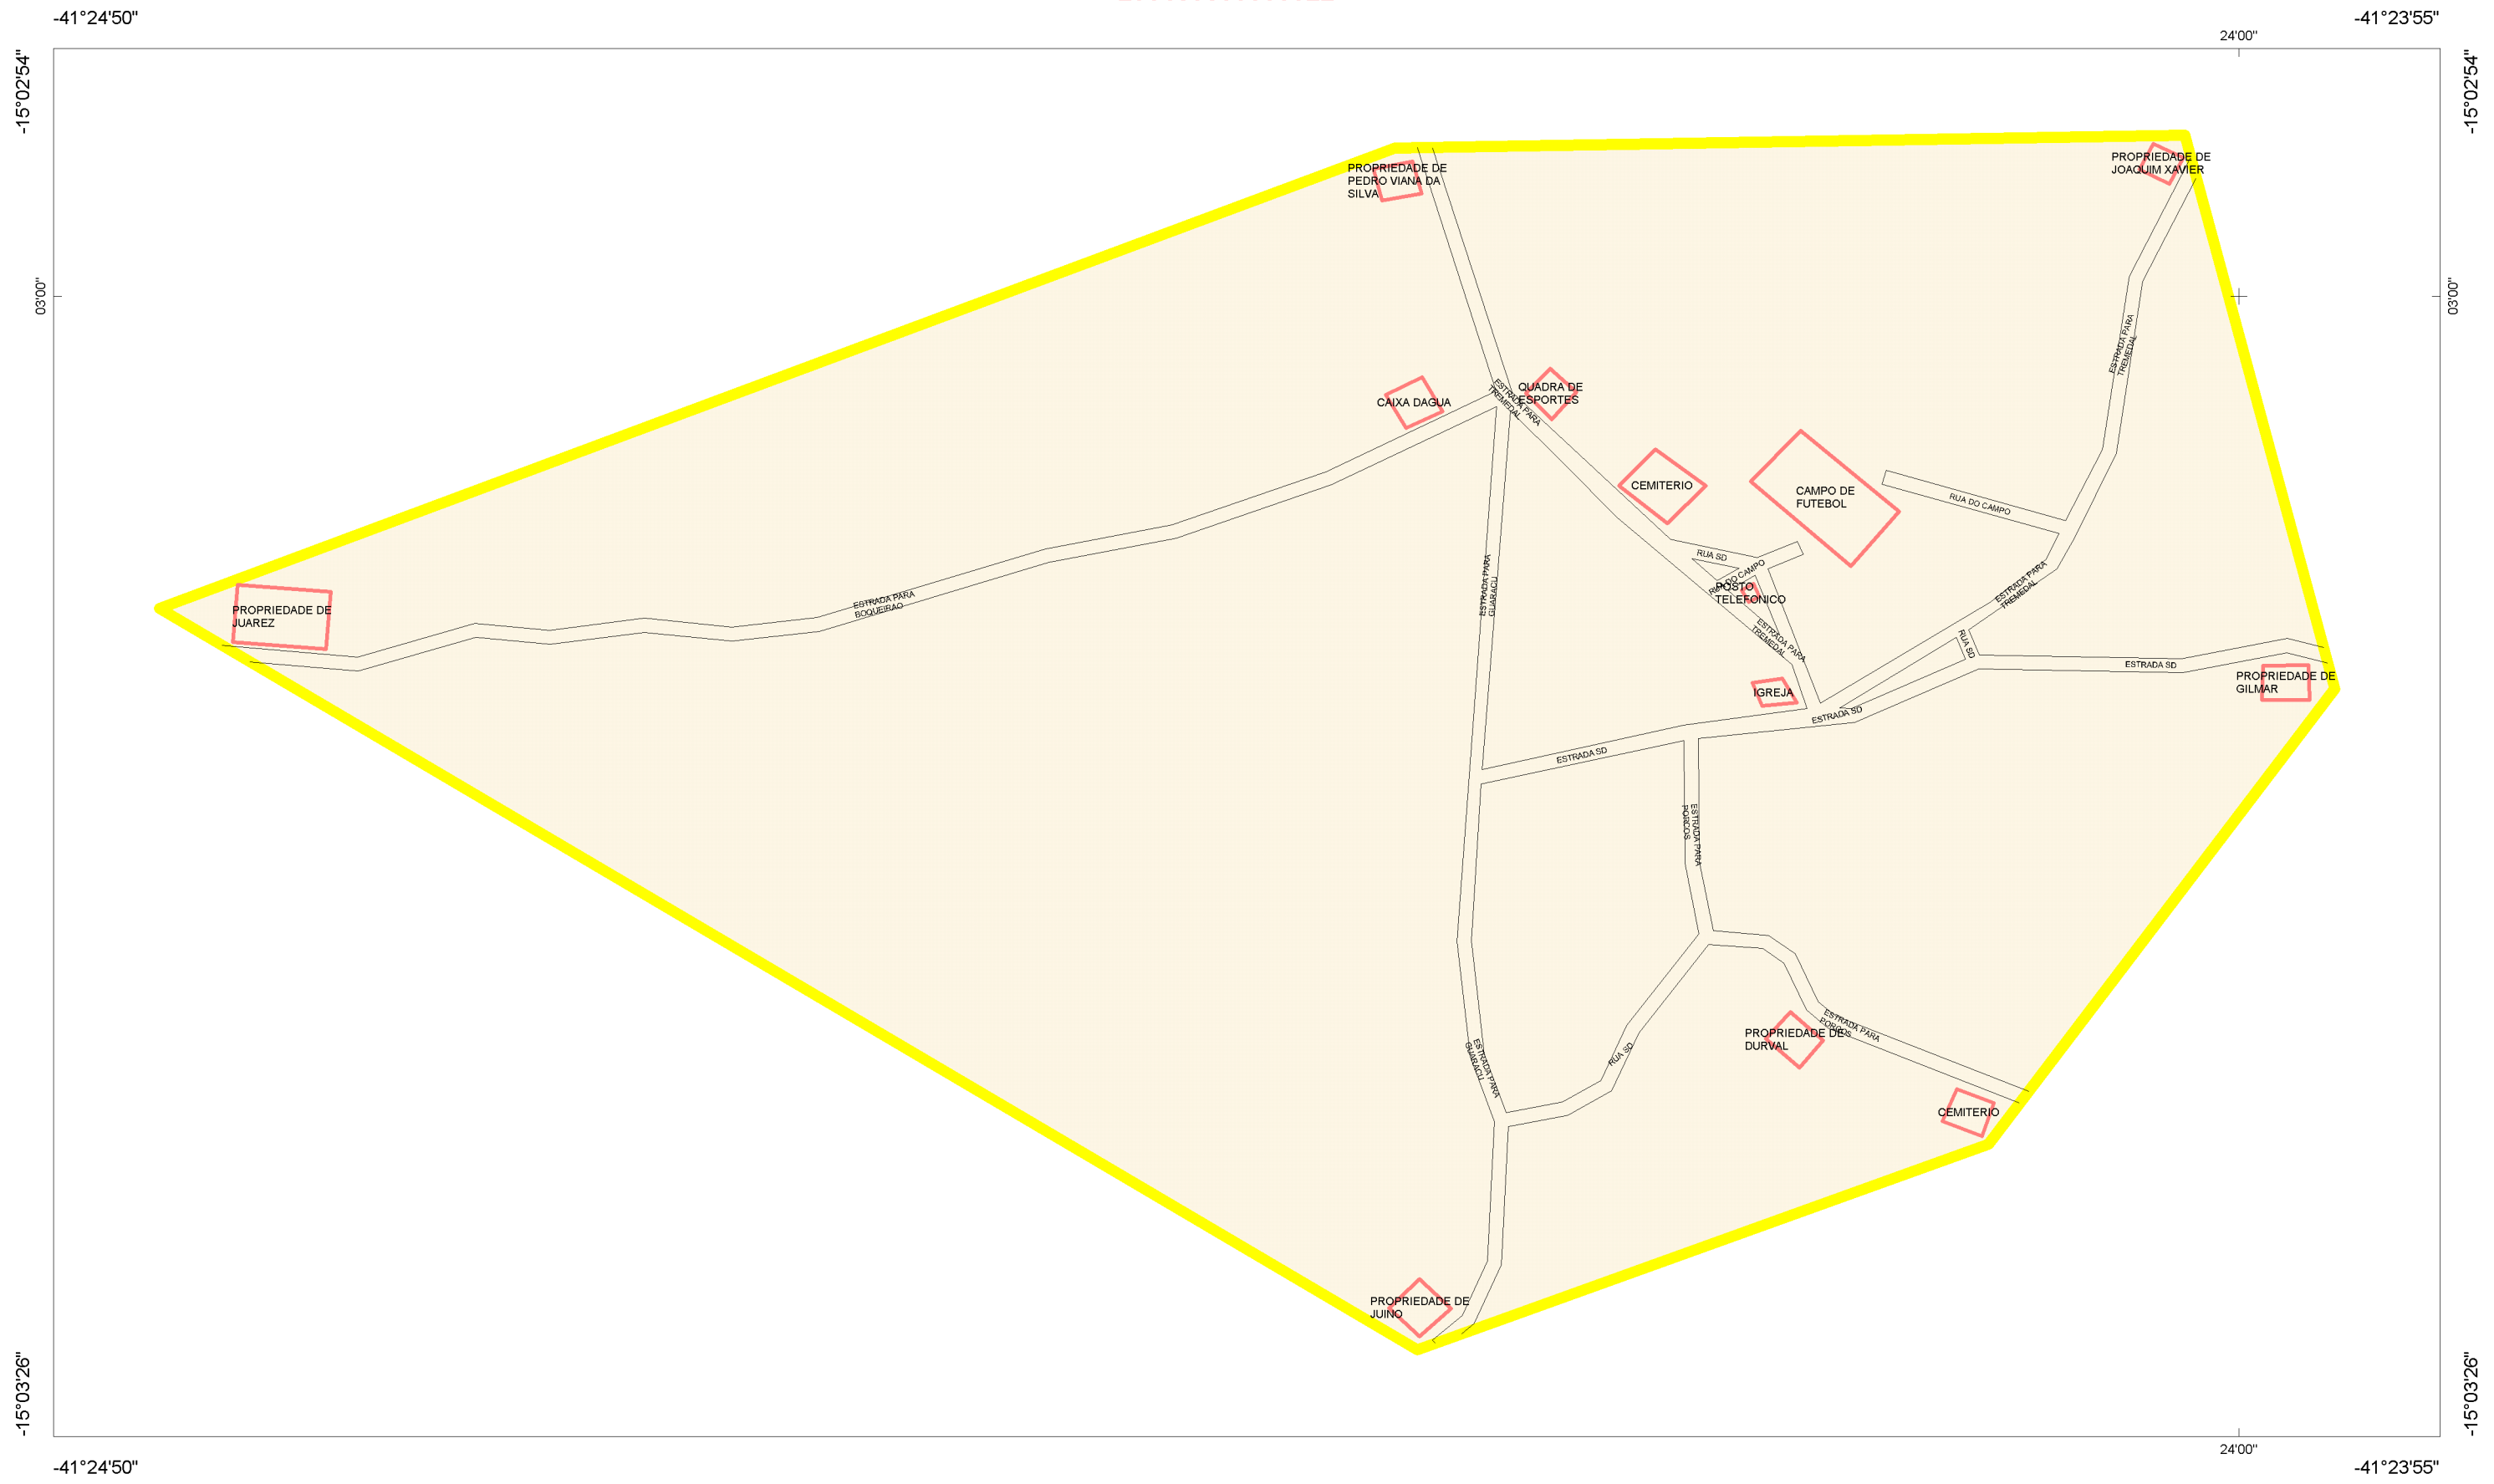 -41°24'50"
-41°23'55"
24'00"
-15°02'54"
-15°02'54"
PROPRIEDADE DE
PEDRO VIANA DA
SILVA
PROPRIEDADE DE
JOAQUIM XAVIER
03'00"
03'00"
ESTRADA PARA
TREMEDAL
CAIXA DAGUA
ESTRADA PARA
TREMEDAL
QUADRA DE
ESPORTES
CEMITERIO
CAMPO DE
FUTEBOL
RUA DO CAMPO
RUA SD
RUA DO CAMPO
POSTO
TELEFONICO
ESTRADA PARA
GUARACU
ESTRADA PARA
TREMEDAL
ESTRADA PARA
BOQUEIRAO
PROPRIEDADE DE
JUAREZ
ESTRADA PARA
TREMEDAL
RUA SD
ESTRADA SD
PROPRIEDADE DE
GILMAR
IGREJA
ESTRADA SD
ESTRADA SD
ESTRADA PARA
PORCOS
ESTRADA PARA
PORCOS
PROPRIEDADE DE
DURVAL
RUA SD
ESTRADA PARA
GUARACU
CEMITERIO
PROPRIEDADE DE
JUINO
-15°03'26"
-15°03'26"
24'00"
-41°24'50"
-41°23'55"